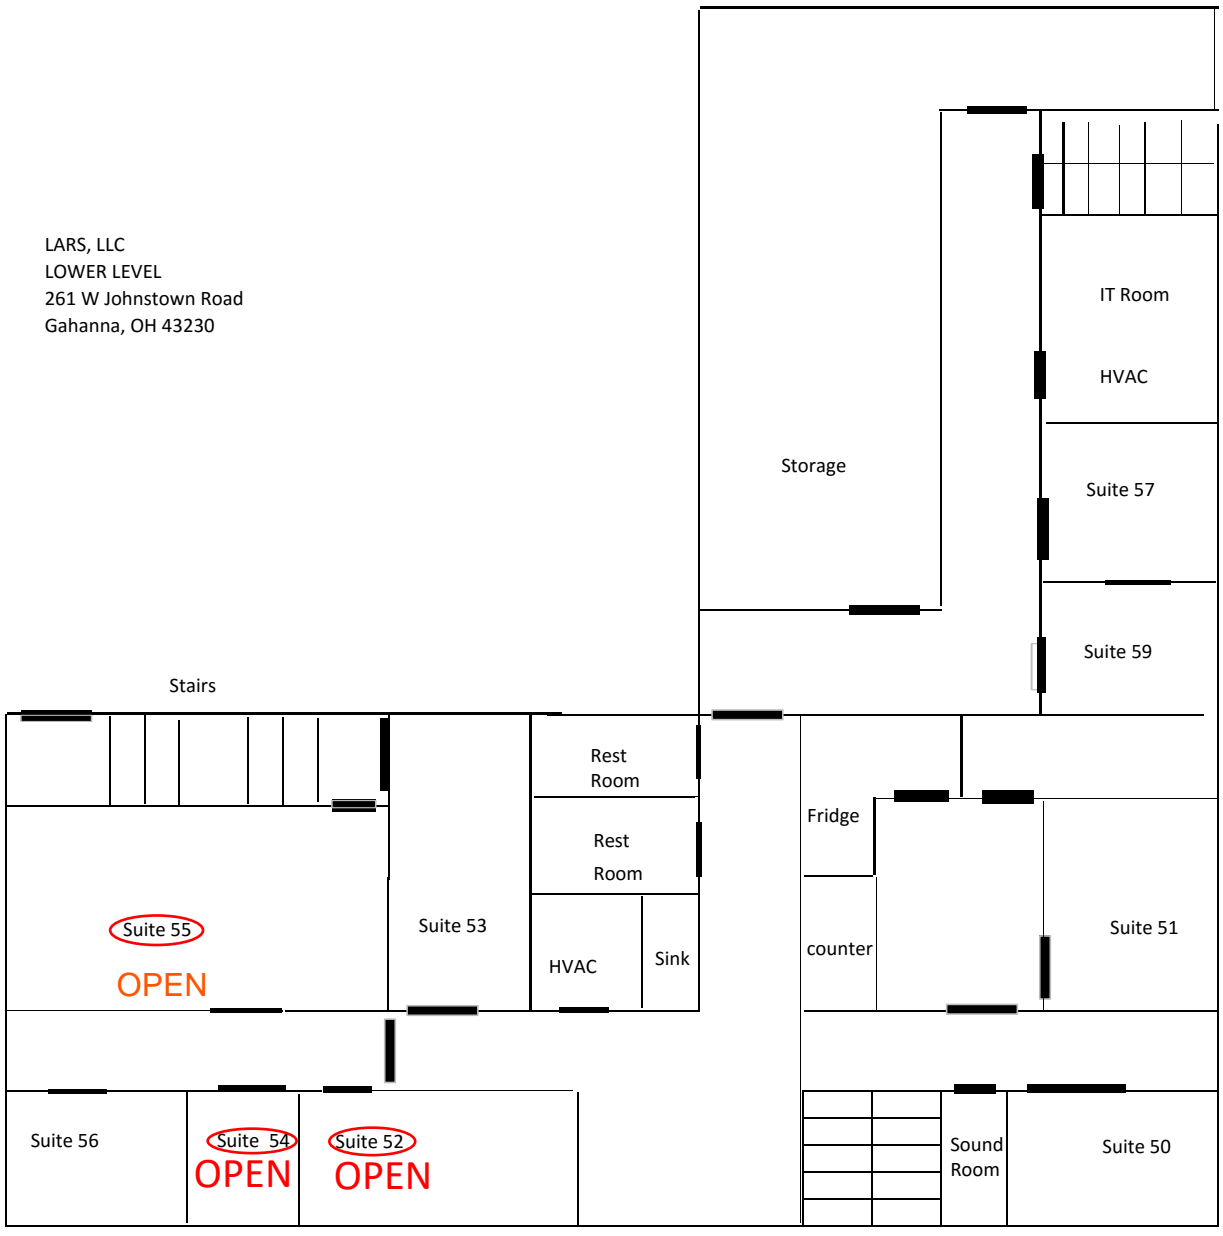 LARS, LLC
LOWER LEVEL
261 W Johnstown Road
Gahanna, OH 43230
IT Room
HVAC
Storage
Suite 57
Suite 59
Stairs
Rest
Room
Rest
Room
Fridge
Suite 55
OPEN
Suite 53
HVAC
Sink
counter
Suite 51
Suite 56
Suite 54
OPEN
Suite 52
OPEN
Sound
Room
Suite 50